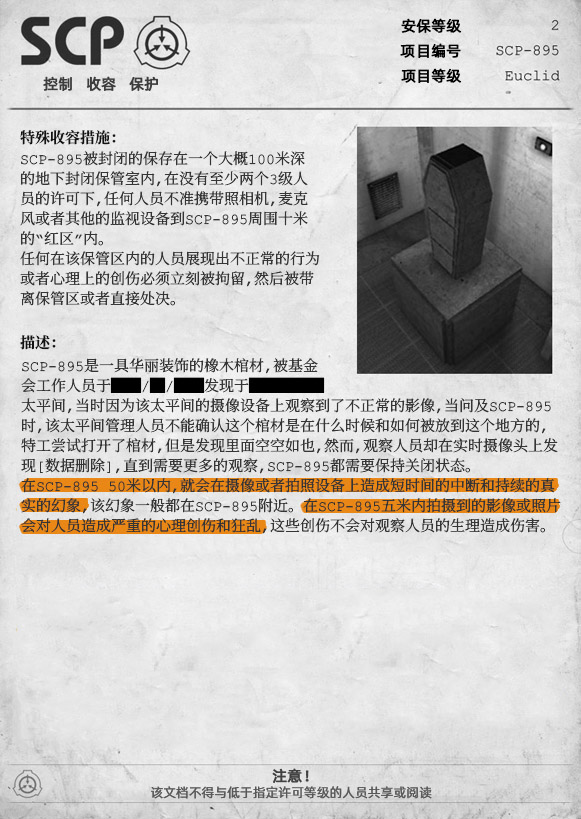 SCP
控制 收容 保护
安保等级 2
项目编号 SCP-895
项目等级 Euclid
特殊收容措施:
SCP-895被封闭的保存在一个大概100米深
的地下封闭保管室内,在没有至少两个3级人
员的许可下,任何人员不准携带照相机,麦克
风或者其他的监视设备到SCP-895周围十米
的“红区”内。
任何在该保管区内的人员展现出不正常的行为
或者心理上的创伤必须立刻被拘留,然后被带
离保管区或者直接处决。
描述:
SCP-895是一具华丽装饰的橡木棺材,被基金
会工作人员于███/██/███发现于███████
太平间,当时因为该太平间的摄像设备上观察到了不正常的影像,当问及SCP-895
时,该太平间管理人员不能确认这个棺材是在什么时候和如何被放到这个地方的,
特工尝试打开了棺材,但是发现里面空空如也,然而,观察人员却在实时摄像头上发
现[数据删除],直到需要更多的观察,SCP-895都需要保持关闭状态。
在SCP-895 50米以内,就会在摄像或者拍照设备上造成短时间的中断和持续的真
实的幻象,该幻象一般都在SCP-895附近。在SCP-895五米内拍摄到的影像或照片
会对人员造成严重的心理创伤和狂乱,这些创伤不会对观察人员的生理造成伤害。
注意!
该文档不得与低于指定许可等级的人员共享或阅读